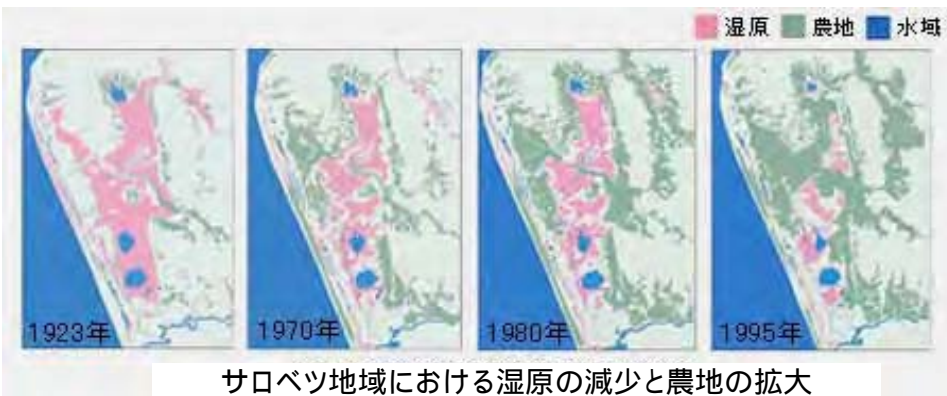 湿原 農地 水域
1923年 1970年 1980年 1995年
サロベツ地域における湿原の減少と農地の拡大